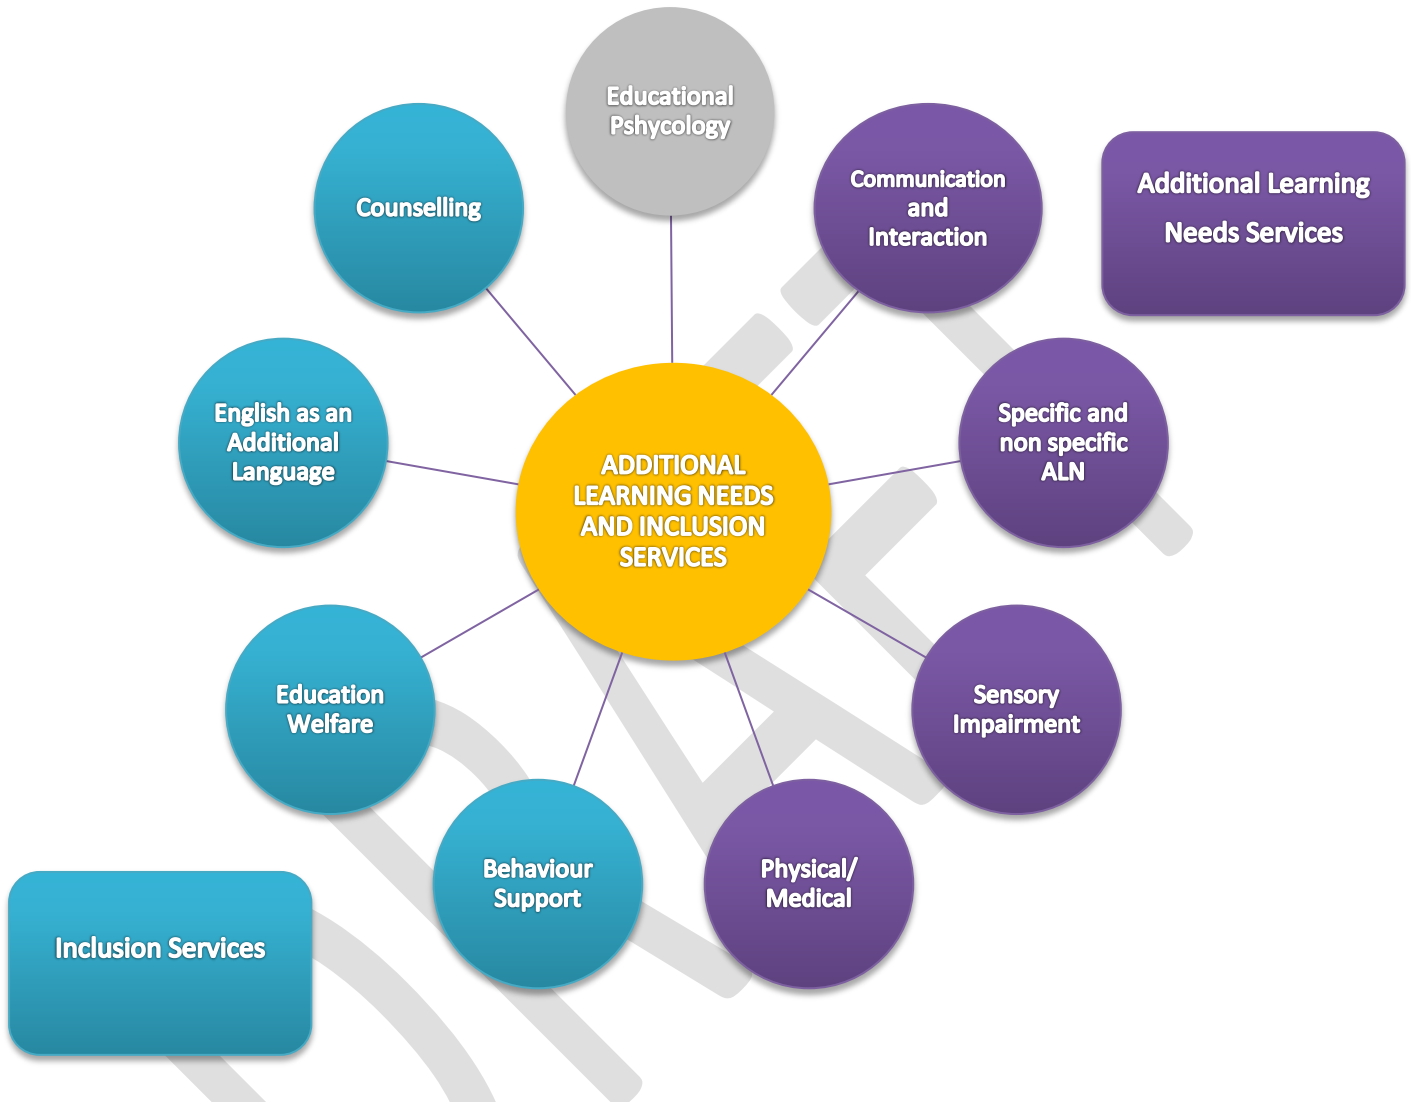 Educational
Pshycology
Communication
and
Interaction
Additional Learning
Needs Services
Counselling
English as an
Additional
Language
Specific and
non specific
ALN
ADDITIONAL
LEARNING NEEDS
AND INCLUSION
SERVICES
Education
Welfare
Sensory
Impairment
Behaviour
Support
Physical/
Medical
Inclusion Services
DRAFT